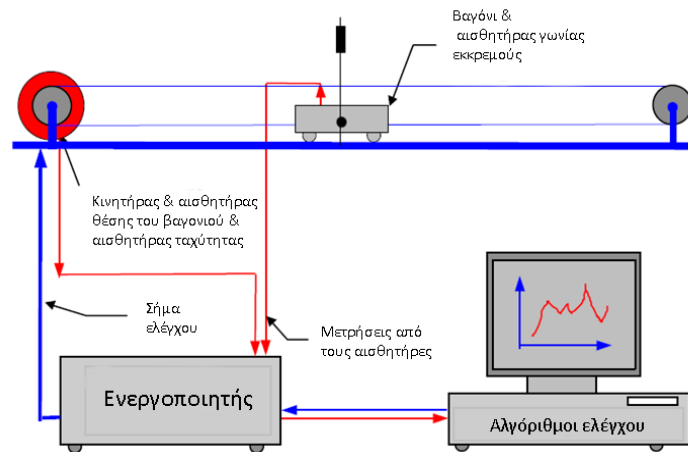 Βαγόνι &
αισθητήρας γωνίας
εκκρεμούς
Κινητήρας & αισθητήρας
θέσης του βαγονιού &
αισθητήρας ταχύτητας
Σήμα
ελέγχου
Μετρήσεις από
τους αισθητήρες
Ενεργοποιητής
Αλγόριθμοι ελέγχου